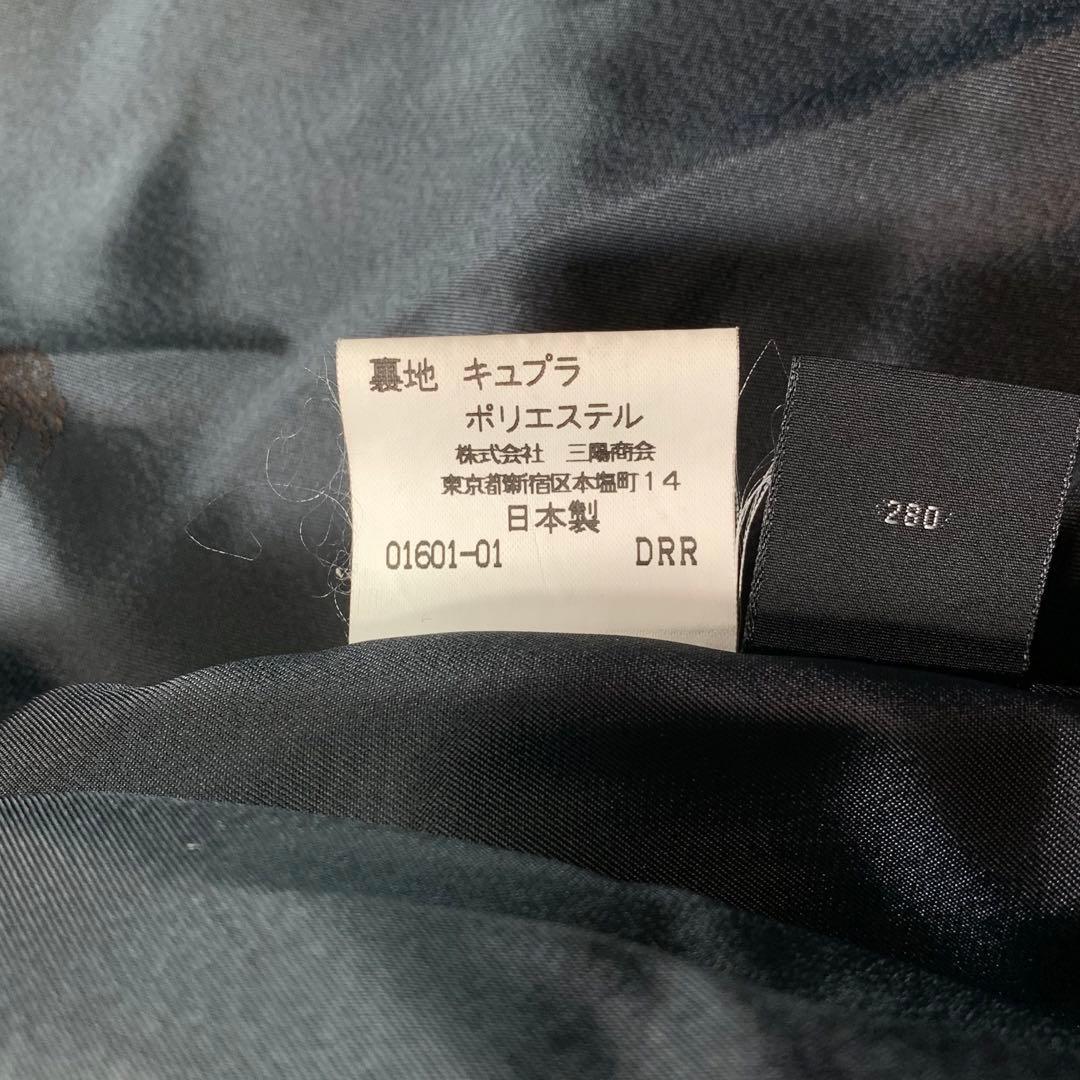 裏地 キュプラ
ポリエステル
株式会社 三陽商会
東京都新宿区本塩町14
日本製
01601-01 DRR
280